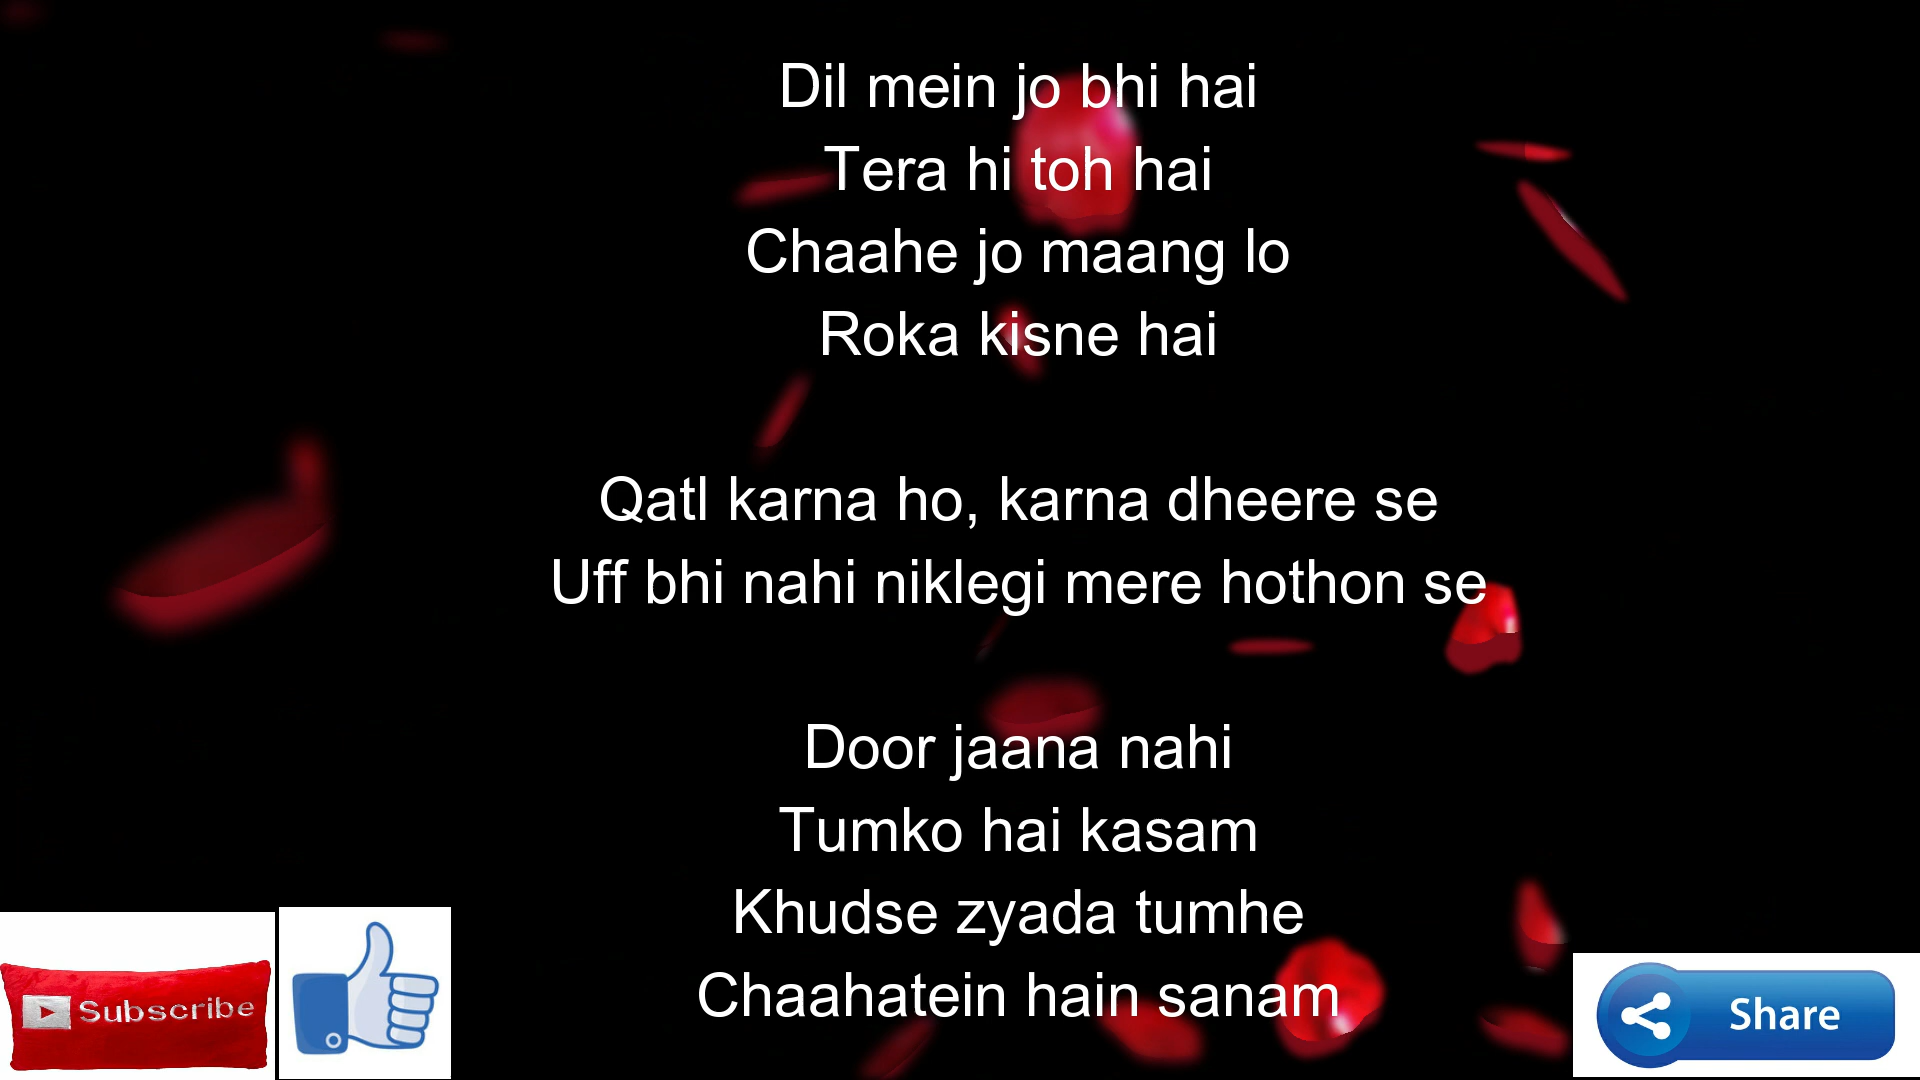 Dil mein jo bhi hai
Tera hi toh hai
Chaahe jo maang lo
Roka kisne hai
Qatl karna ho, karna dheere se
Uff bhi nahi niklegi mere hothon se
Door jaana nahi
Tumko hai kasam
Khudse zyada tumhe
Chaahatein hain sanam
Subscribe
Share